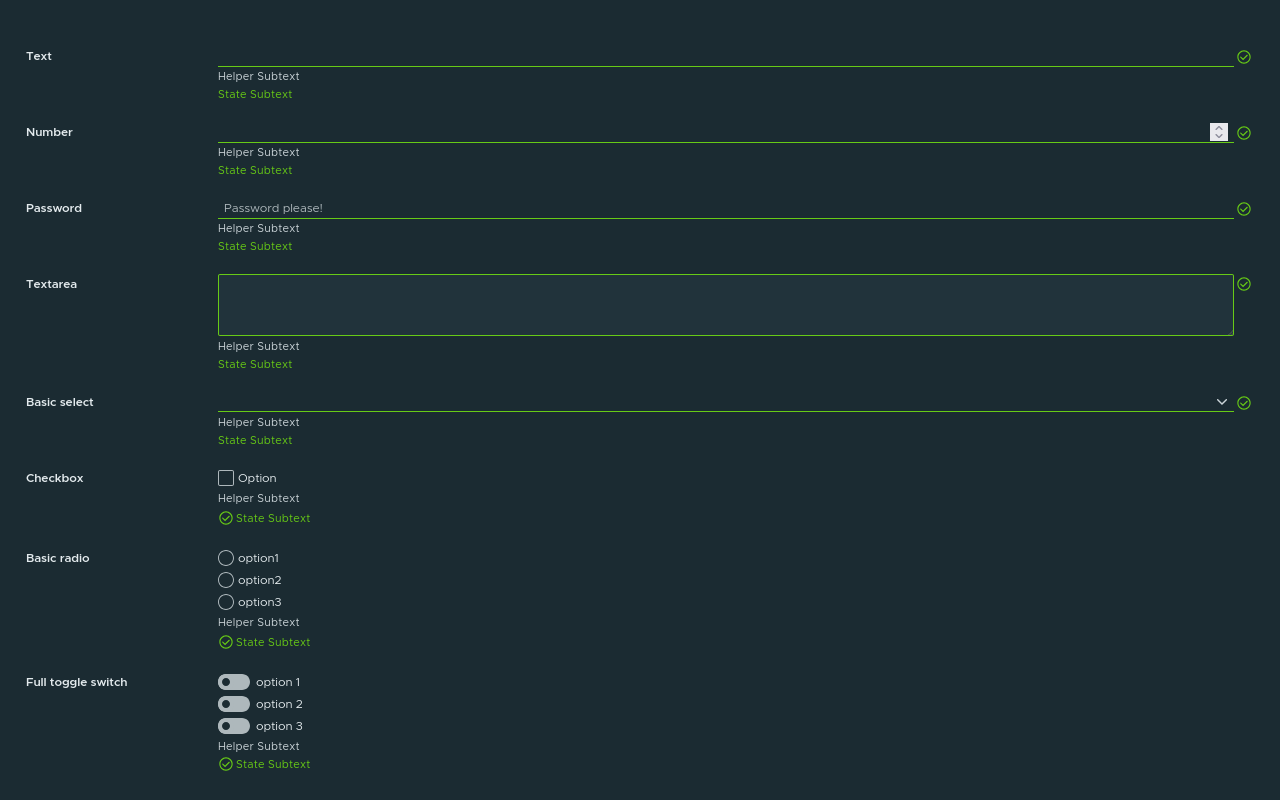 Text
Helper Subtext
State Subtext
Number
Helper Subtext
State Subtext
Password
Password please!
Helper Subtext
State Subtext
Textarea
Helper Subtext
State Subtext
Basic select
Helper Subtext
State Subtext
Checkbox
Option
Helper Subtext
State Subtext
Basic radio
option1
option2
option3
Helper Subtext
State Subtext
Full toggle switch
option 1
option 2
option 3
Helper Subtext
State Subtext